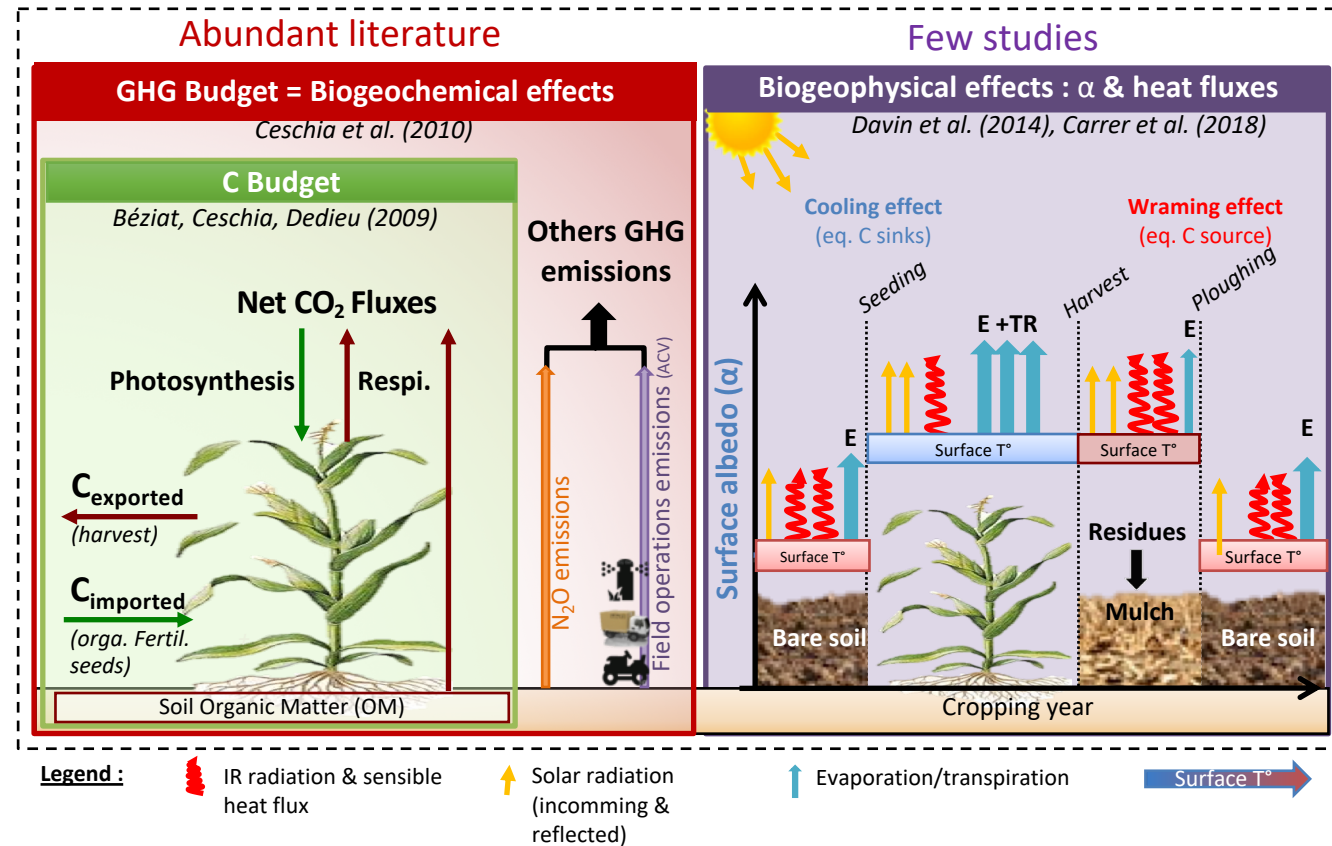 Abundant literature
Few studies
GHG Budget = Biogeochemical effects
Ceschia et al. (2010)
C Budget
Béziat, Ceschia, Dedieu (2009)
Others GHG
emissions
Net CO₂ Fluxes
Photosynthesis
Respi.
C exported
(harvest)
C imported
(orga. Fertil.
seeds)
N₂O emissions
Field operations emissions (ACV)
Soil Organic Matter (OM)
Biogeophysical effects : α & heat fluxes
Davin et al. (2014), Carrer et al. (2018)
Cooling effect
(eq. C sinks)
Wraming effect
(eq. C source)
Seeding
Harvest
Ploughing
Surface albedo (α)
E +TR
E
E
E
Surface T°
Surface T°
Surface T°
Surface T°
Residues
Mulch
Bare soil
Bare soil
Cropping year
Legend :
IR radiation & sensible
heat flux
Solar radiation
(incomming &
reflected)
Evaporation/transpiration
Surface T°